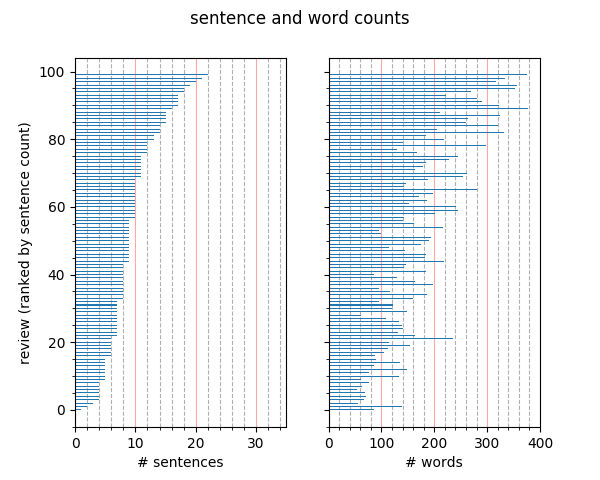 sentence and word counts
review (ranked by sentence count)
100
80
60
40
20
0
0 10 20 30
# sentences
0 100 200 300 400
# words